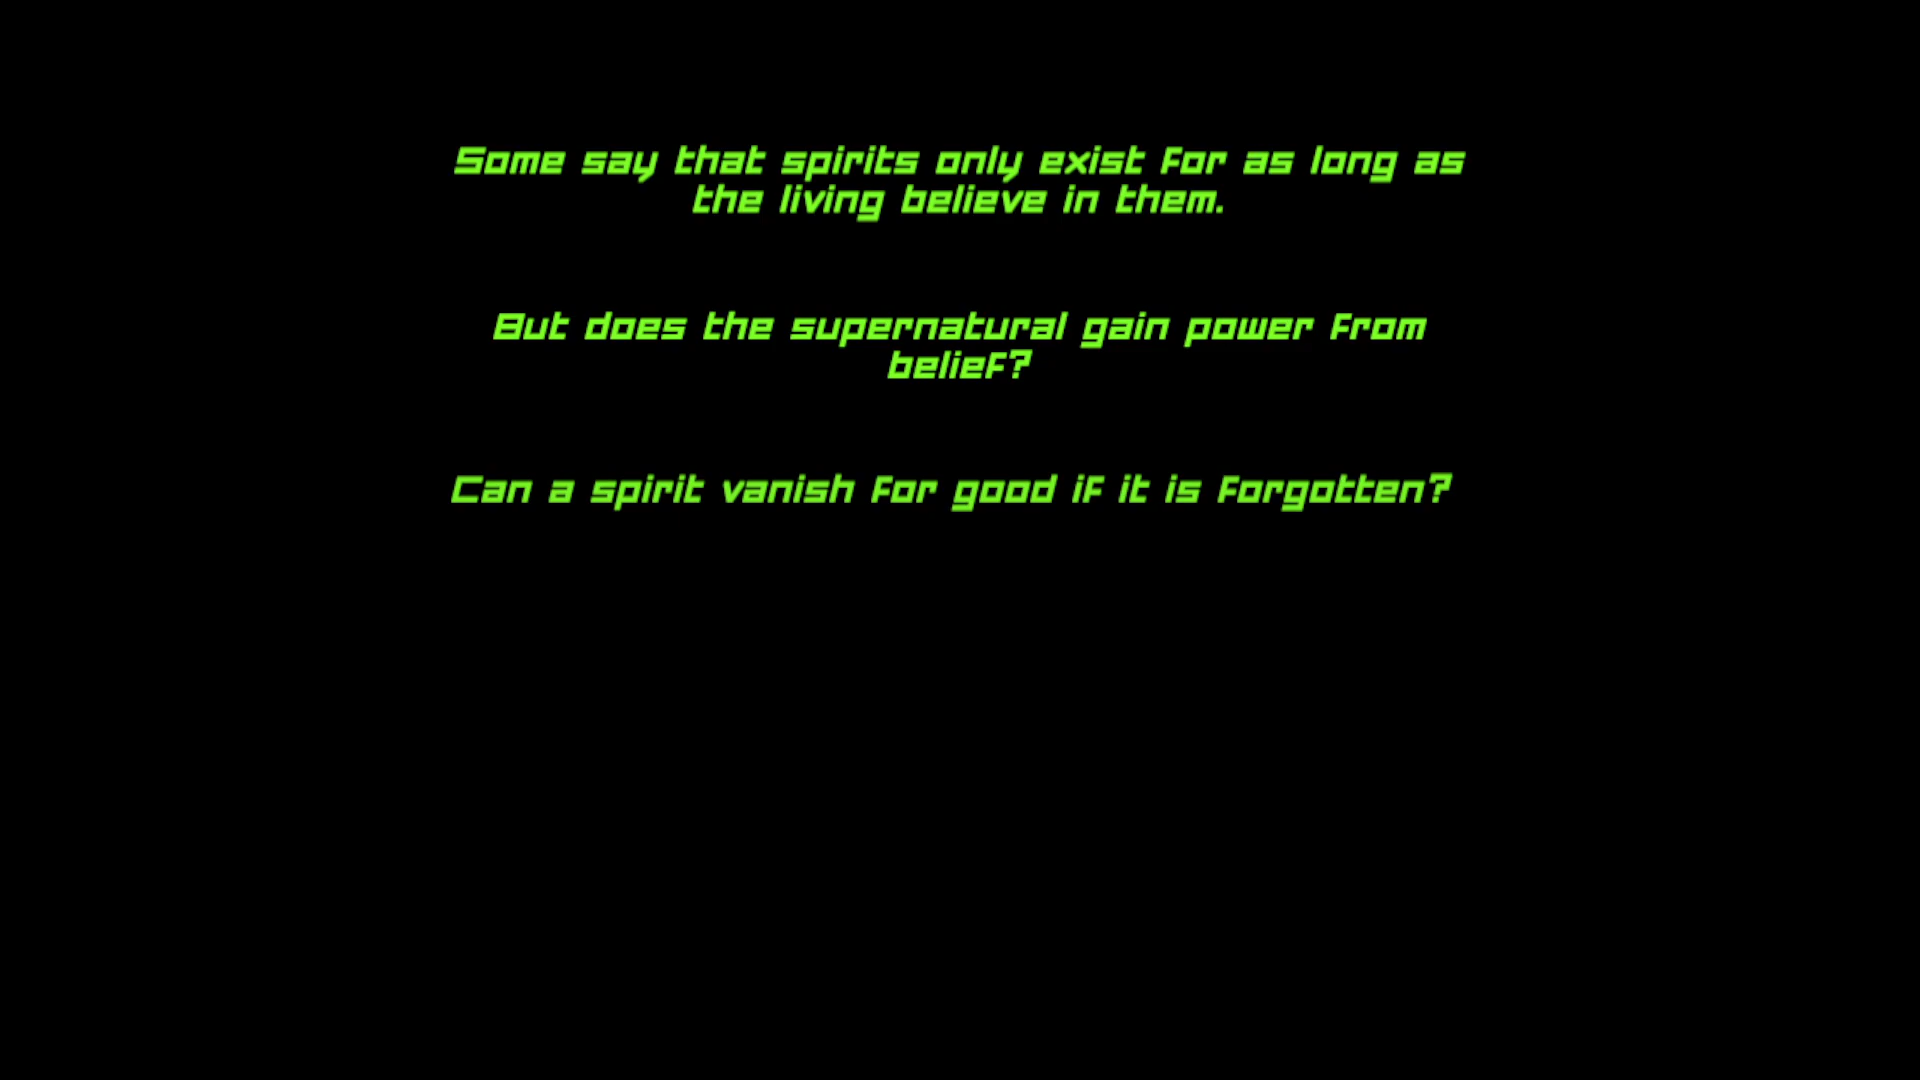 Some say that spirits only exist for as long as
the living believe in them.
But does the supernatural gain power from
belief?
Can a spirit vanish for good if it is forgotten?